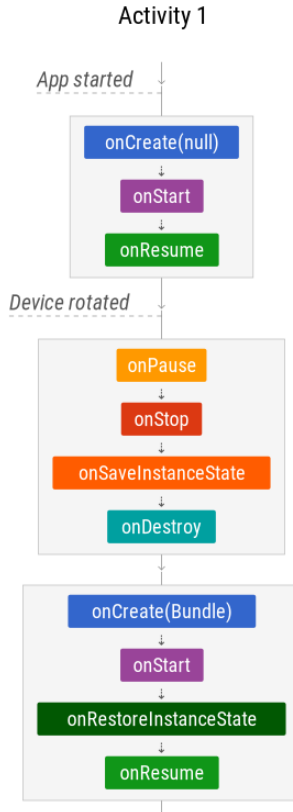 Activity 1
App started
onCreate(null)
onStart
onResume
Device rotated
onPause
onStop
onSaveInstanceState
onDestroy
onCreate(Bundle)
onStart
onRestoreInstanceState
onResume